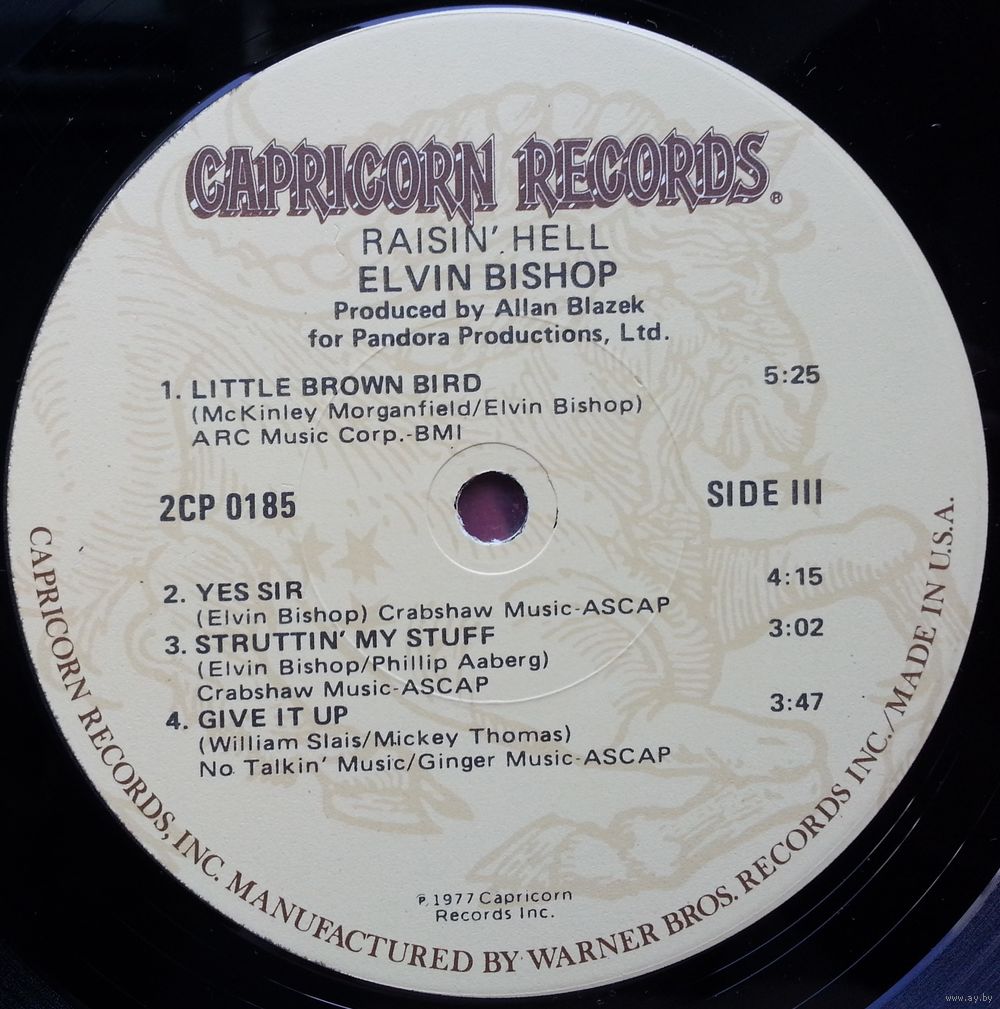 CAPRICORN RECORDS®
RAISIN' HELL
ELVIN BISHOP
Produced by Allan Blazek
for Pandora Productions, Ltd.
1. LITTLE BROWN BIRD 5:25
(McKinley Morganfield/Elvin Bishop)
ARC Music Corp.-BMI
2CP 0185 SIDE III
2. YES SIR 4:15
(Elvin Bishop) Crabshaw Music-ASCAP
3. STRUTTIN' MY STUFF 3:02
(Elvin Bishop/Phillip Aaberg)
Crabshaw Music-ASCAP
4. GIVE IT UP 3:47
(William Slais/Mickey Thomas)
No Talkin' Music/Ginger Music-ASCAP
℗ 1977 Capricorn
Records Inc.
CAPRICORN RECORDS, INC. MANUFACTURED BY WARNER BROS. RECORDS INC./MADE IN U.S.A.
www.ay.by